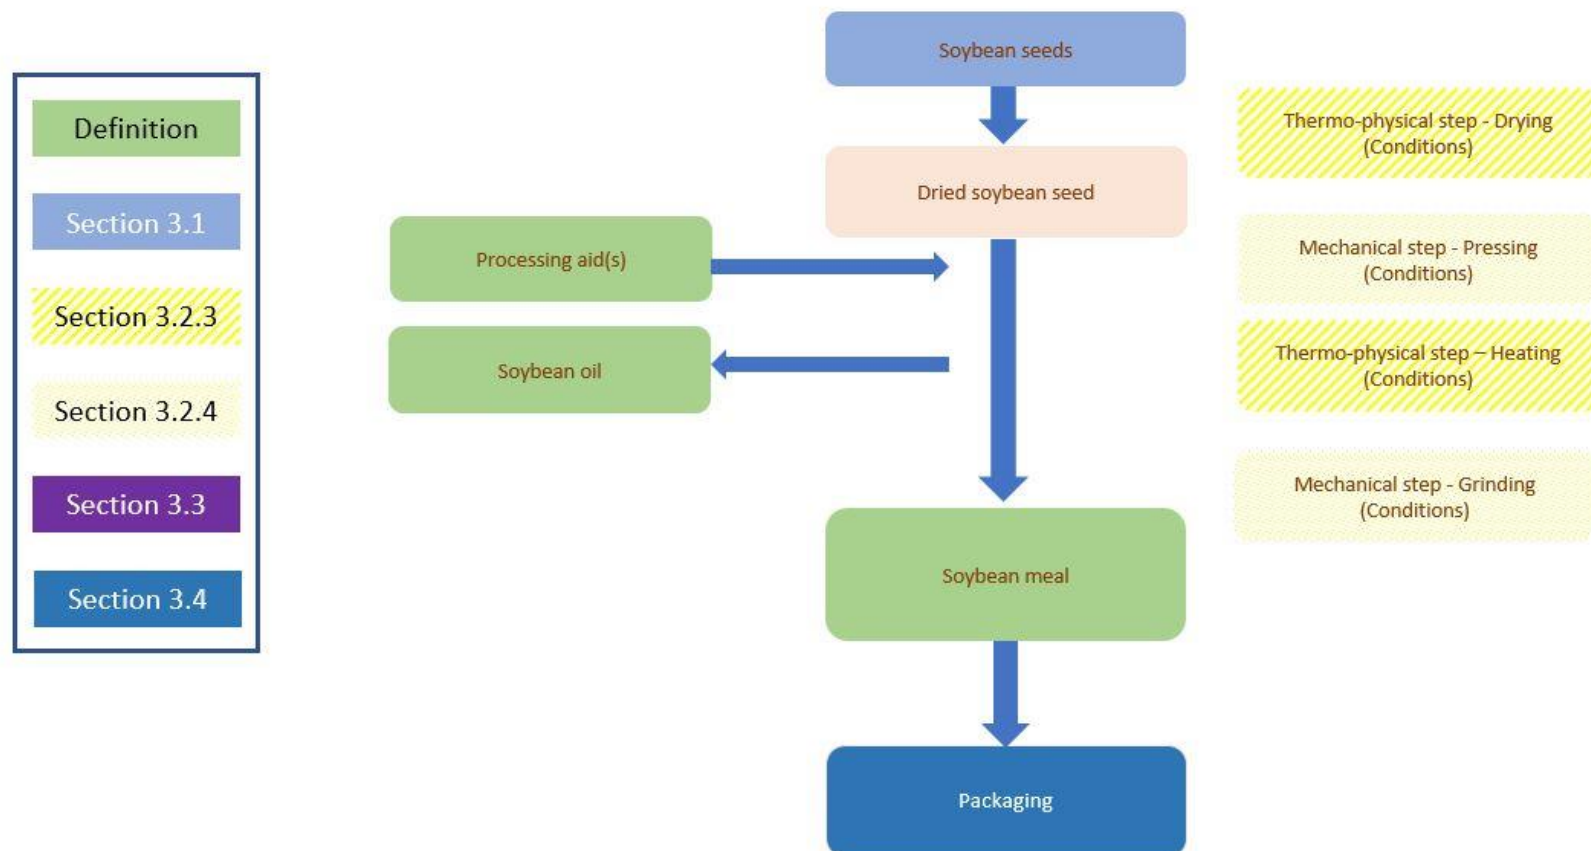 Definition
Section 3.1
Section 3.2.3
Section 3.2.4
Section 3.3
Section 3.4
Soybean seeds
Dried soybean seed
Processing aid(s)
Soybean oil
Soybean meal
Packaging
Thermo-physical step - Drying
(Conditions)
Mechanical step - Pressing
(Conditions)
Thermo-physical step – Heating
(Conditions)
Mechanical step - Grinding
(Conditions)